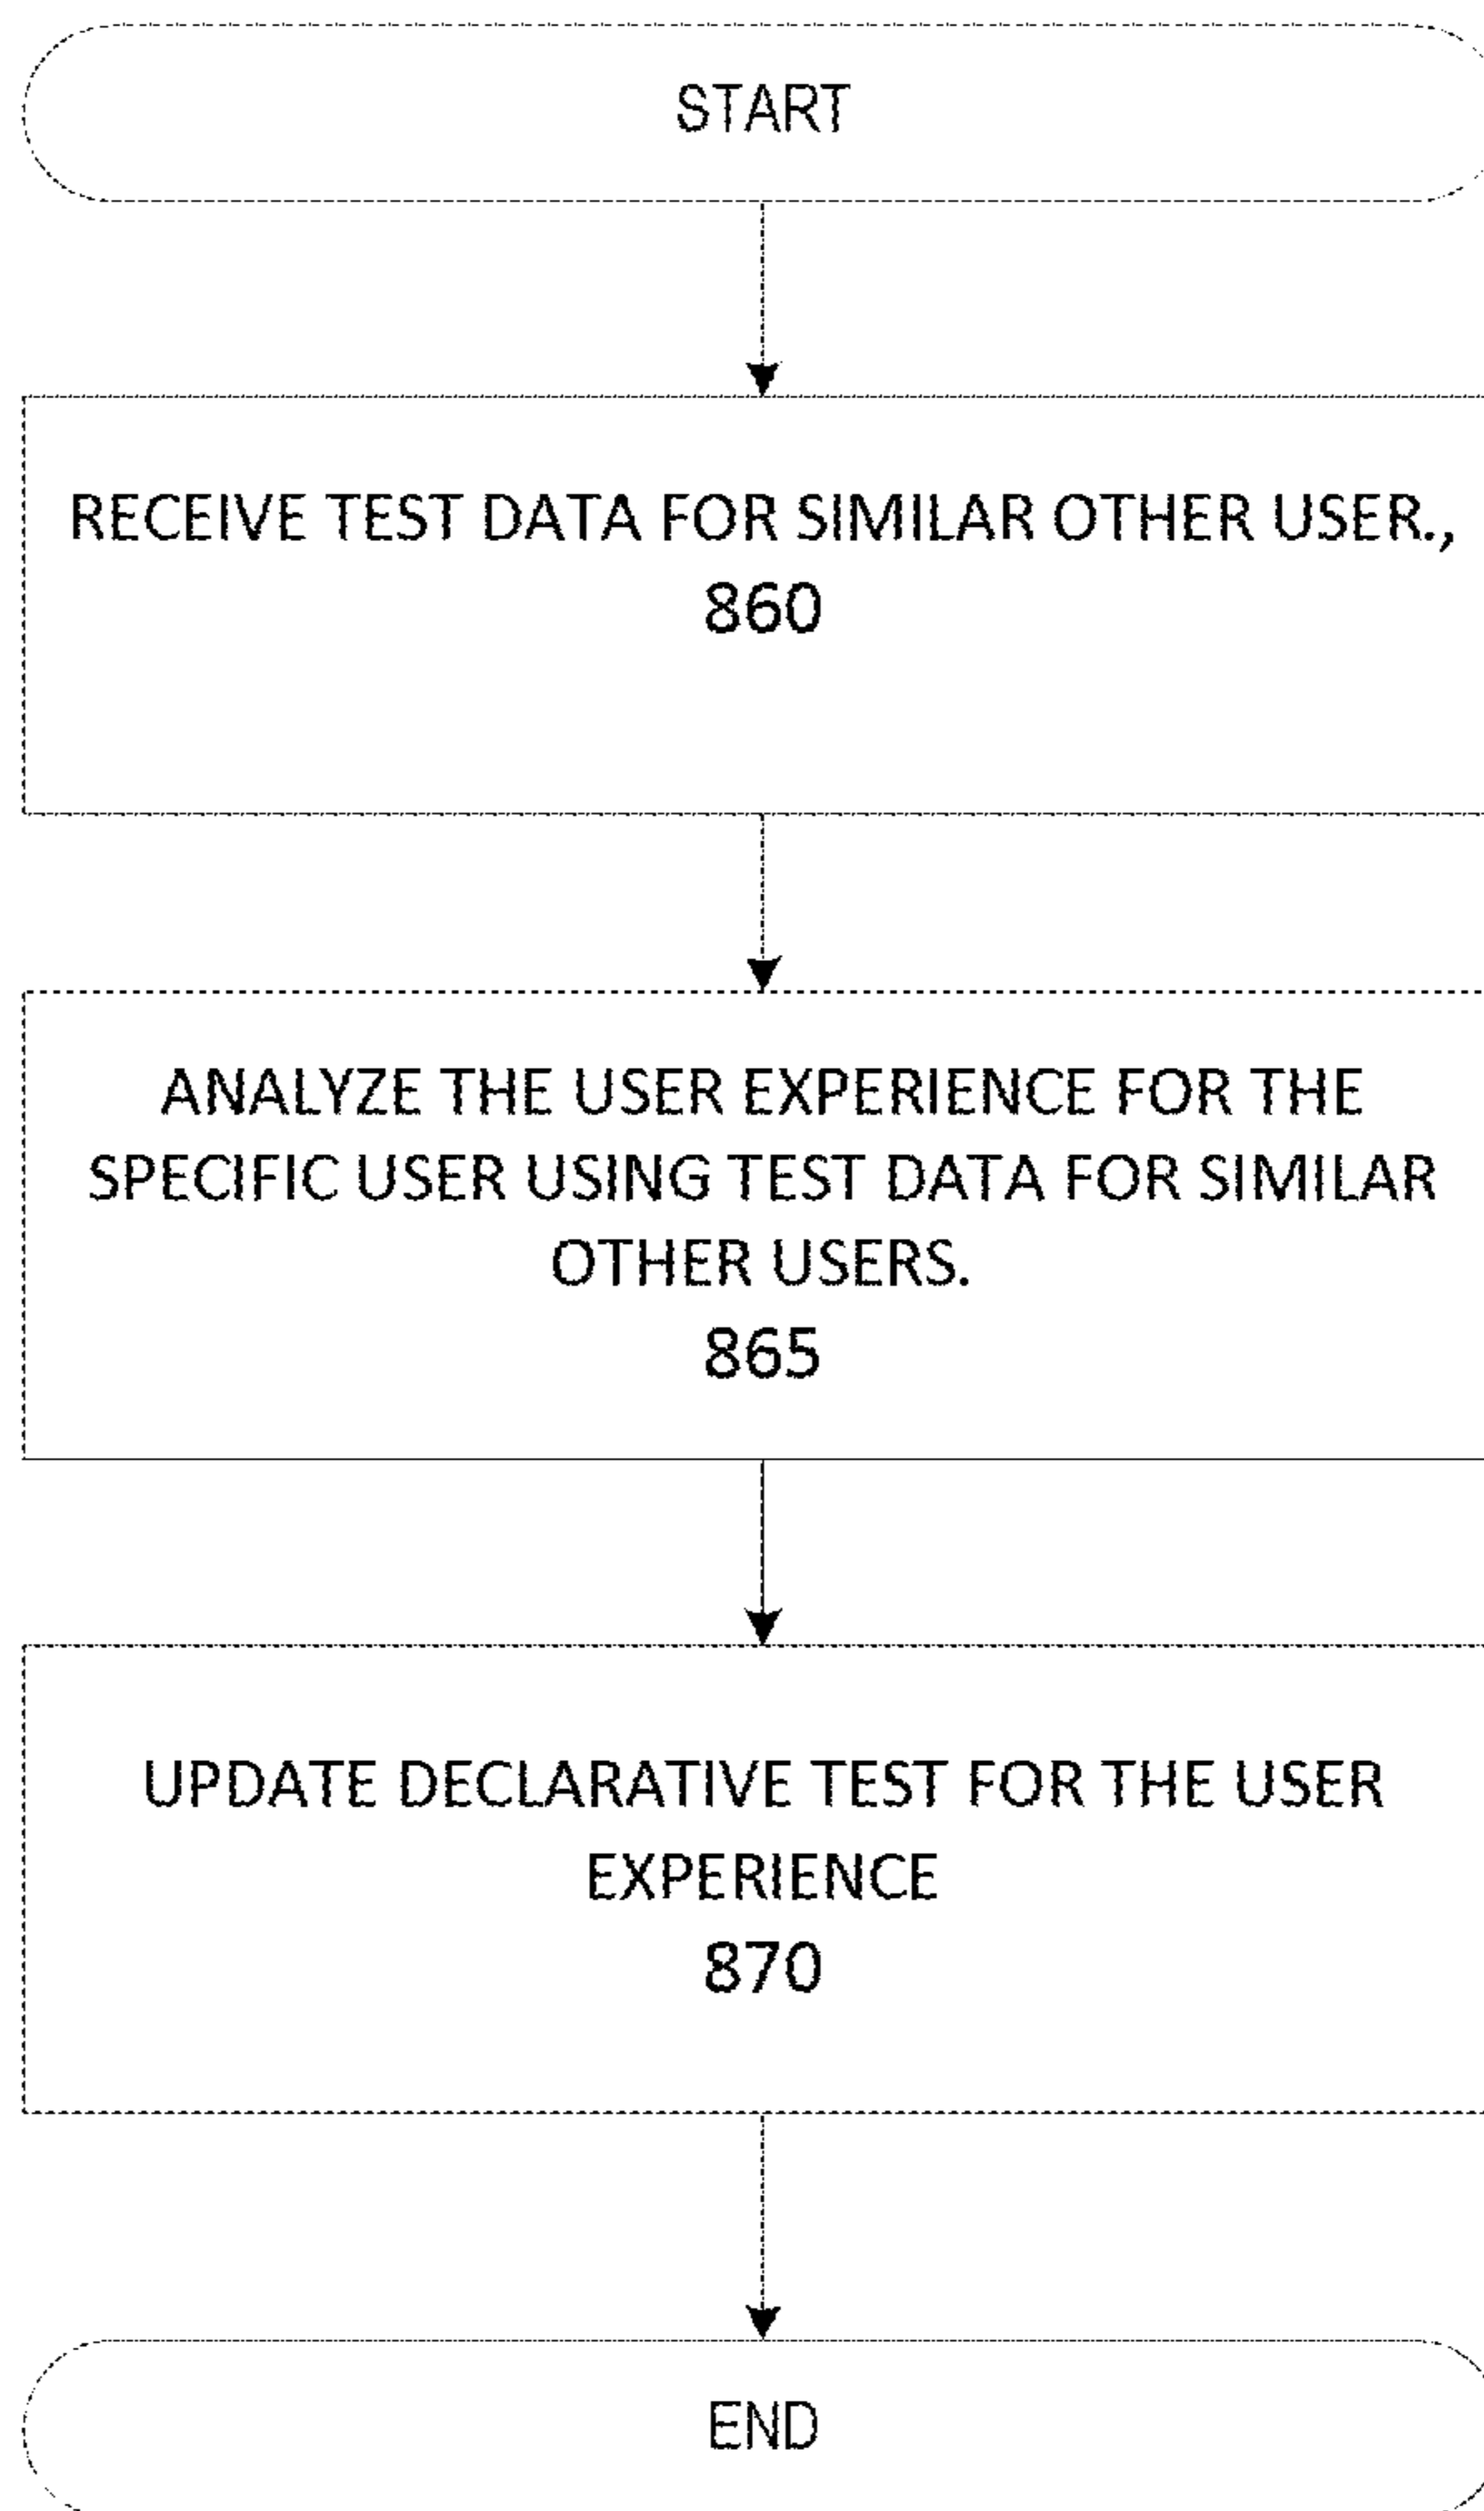 START
RECEIVE TEST DATA FOR SIMILAR OTHER USER.,
860
ANALYZE THE USER EXPERIENCE FOR THE
SPECIFIC USER USING TEST DATA FOR SIMILAR
OTHER USERS.
865
UPDATE DECLARATIVE TEST FOR THE USER
EXPERIENCE
870
END